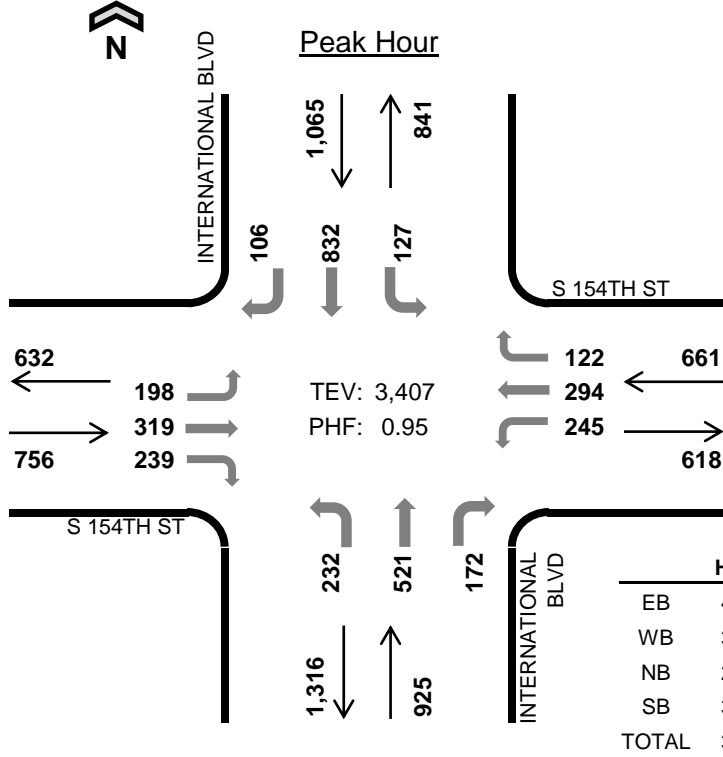 N
Peak Hour
INTERNATIONAL BLVD
1,065
841
106
832
127
S 154TH ST
632
198
319
756
239
TEV: 3,407
PHF: 0.95
122
661
294
245
618
S 154TH ST
232
521
172
1,316
925
INTERNATIONAL
BLVD
EB
WB
NB
SB
TOTAL